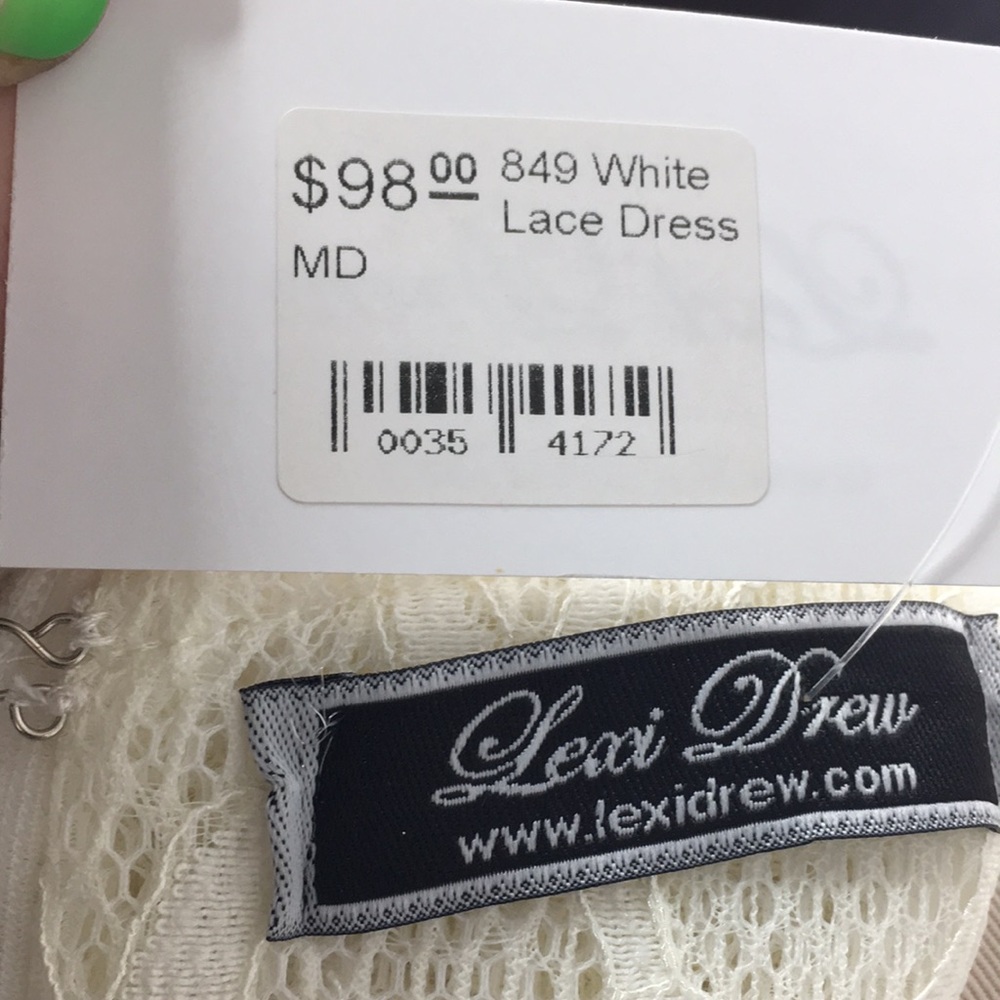 $98 00 849 White
Lace Dress
MD
0035 4172
Lexi Drew
www.lexidrew.com